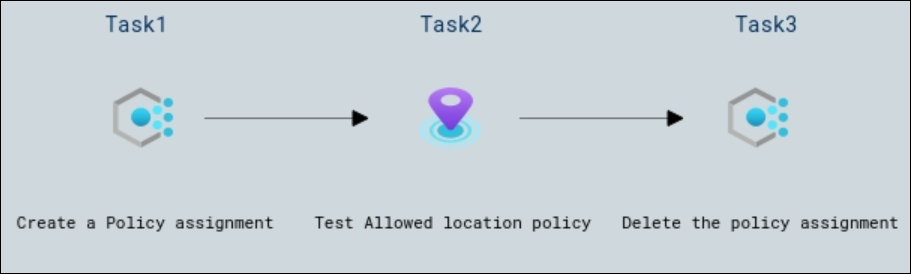 Task1
Task2
Task3
Create a Policy assignment
Test Allowed location policy
Delete the policy assignment